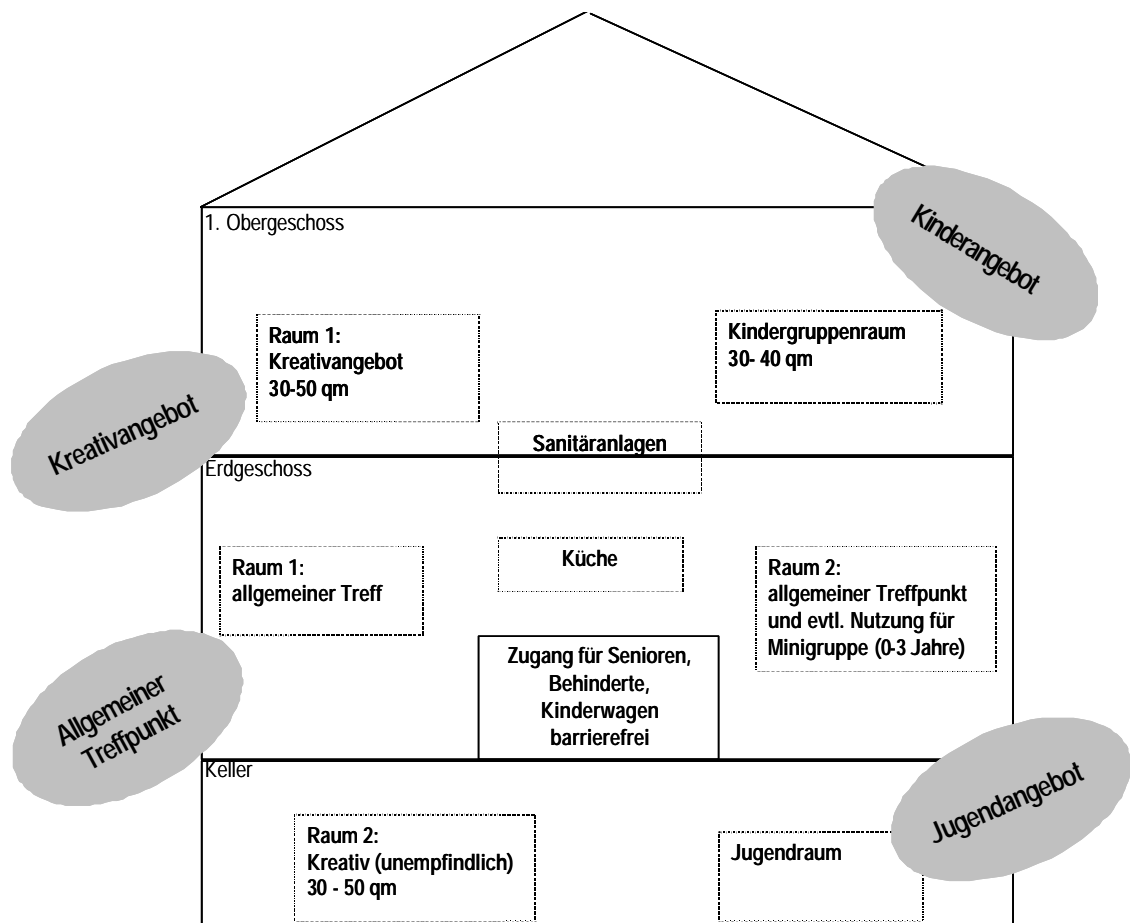 Kinderangebot
1. Obergeschoss
Raum 1:
Kreativangebot
30-50 qm
Kindergruppenraum
30- 40 qm
Kreativangebot
Sanitäranlagen
Erdgeschoss
Raum 1:
allgemeiner Treff
Küche
Raum 2:
allgemeiner Treffpunkt
und evtl. Nutzung für
Minigruppe (0-3 Jahre)
Zugang für Senioren,
Behinderte,
Kinderwagen
barrierefrei
Allgemeiner
Treffpunkt
Keller
Jugendangebot
Raum 2:
Kreativ (unempfindlich)
30 - 50 qm
Jugendraum